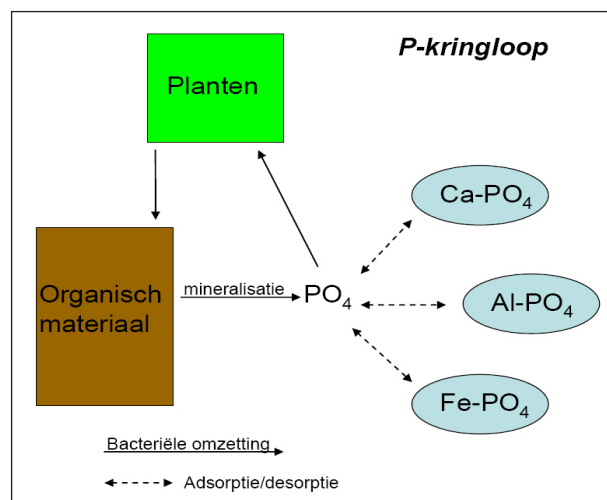 P-kringloop
Planten
Ca-PO₄
Organisch
materiaal
mineralisatie
PO₄
Al-PO₄
Fe-PO₄
Bacteriële omzetting
Adsorptie/desorptie